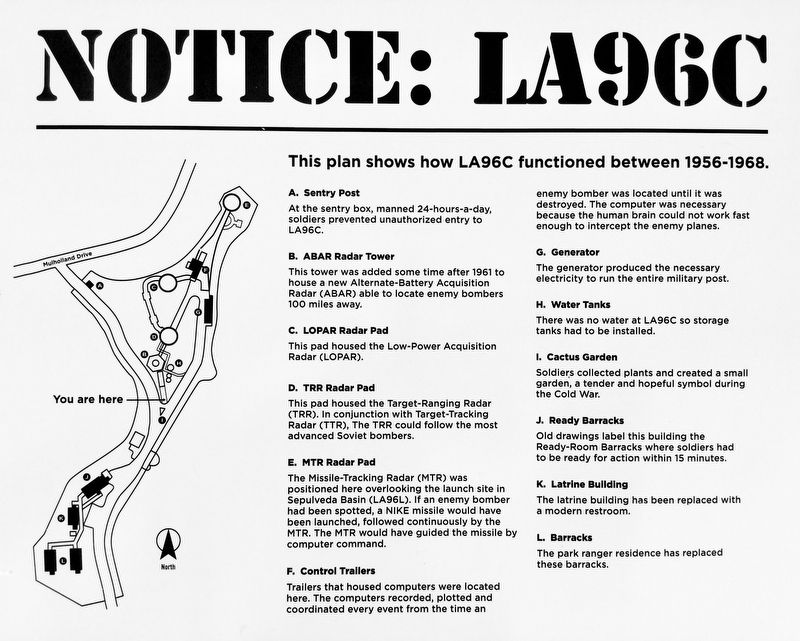 NOTICE: LA96C
This plan shows how LA96C functioned between 1956-1968.
Mulholland Drive
You are here
North
A. Sentry Post
At the sentry box, manned 24-hours-a-day,
soldiers prevented unauthorized entry to
LA96C.
B. ABAR Radar Tower
This tower was added some time after 1961 to
house a new Alternate-Battery Acquisition
Radar (ABAR) able to locate enemy bombers
100 miles away.
C. LOPAR Radar Pad
This pad housed the Low-Power Acquisition
Radar (LOPAR).
D. TRR Radar Pad
This pad housed the Target-Ranging Radar
(TRR). In conjunction with Target-Tracking
Radar (TTR), The TRR could follow the most
advanced Soviet bombers.
E. MTR Radar Pad
The Missile-Tracking Radar (MTR) was
positioned here overlooking the launch site in
Sepulveda Basin (LA96L). If an enemy bomber
had been spotted, a NIKE missile would have
been launched, followed continuously by the
MTR. The MTR would have guided the missile by
computer command.
F. Control Trailers
Trailers that housed computers were located
here. The computers recorded, plotted and
coordinated every event from the time an
enemy bomber was located until it was
destroyed. The computer was necessary
because the human brain could not work fast
enough to intercept the enemy planes.
G. Generator
The generator produced the necessary
electricity to run the entire military post.
H. Water Tanks
There was no water at LA96C so storage
tanks had to be installed.
I. Cactus Garden
Soldiers collected plants and created a small
garden, a tender and hopeful symbol during
the Cold War.
J. Ready Barracks
Old drawings label this building the
Ready-Room Barracks where soldiers had
to be ready for action within 15 minutes.
K. Latrine Building
The latrine building has been replaced with
a modern restroom.
L. Barracks
The park ranger residence has replaced
these barracks.
E
A
F
C
G
D
B
H
I
J
K
L